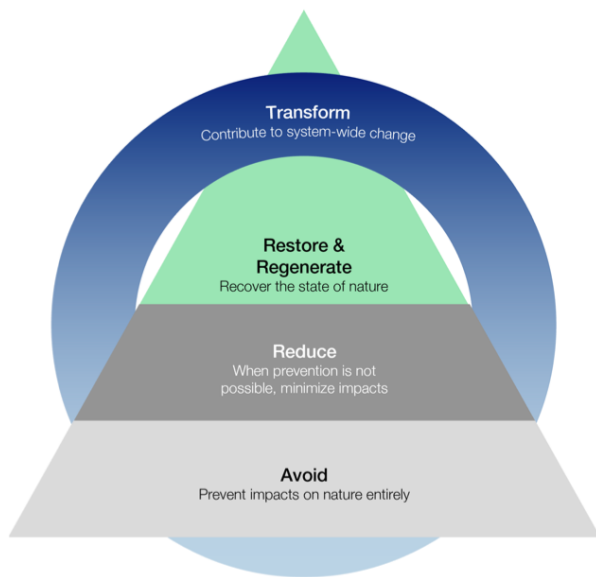 Transform
Contribute to system-wide change
Restore &
Regenerate
Recover the state of nature
Reduce
When prevention is not
possible, minimize impacts
Avoid
Prevent impacts on nature entirely